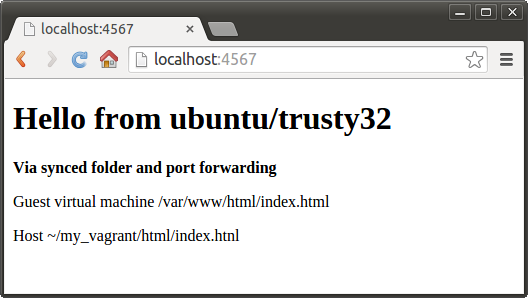 localhost:4567
localhost:4567
Hello from ubuntu/trusty32
Via synced folder and port forwarding
Guest virtual machine /var/www/html/index.html
Host ~/my_vagrant/html/index.htnl